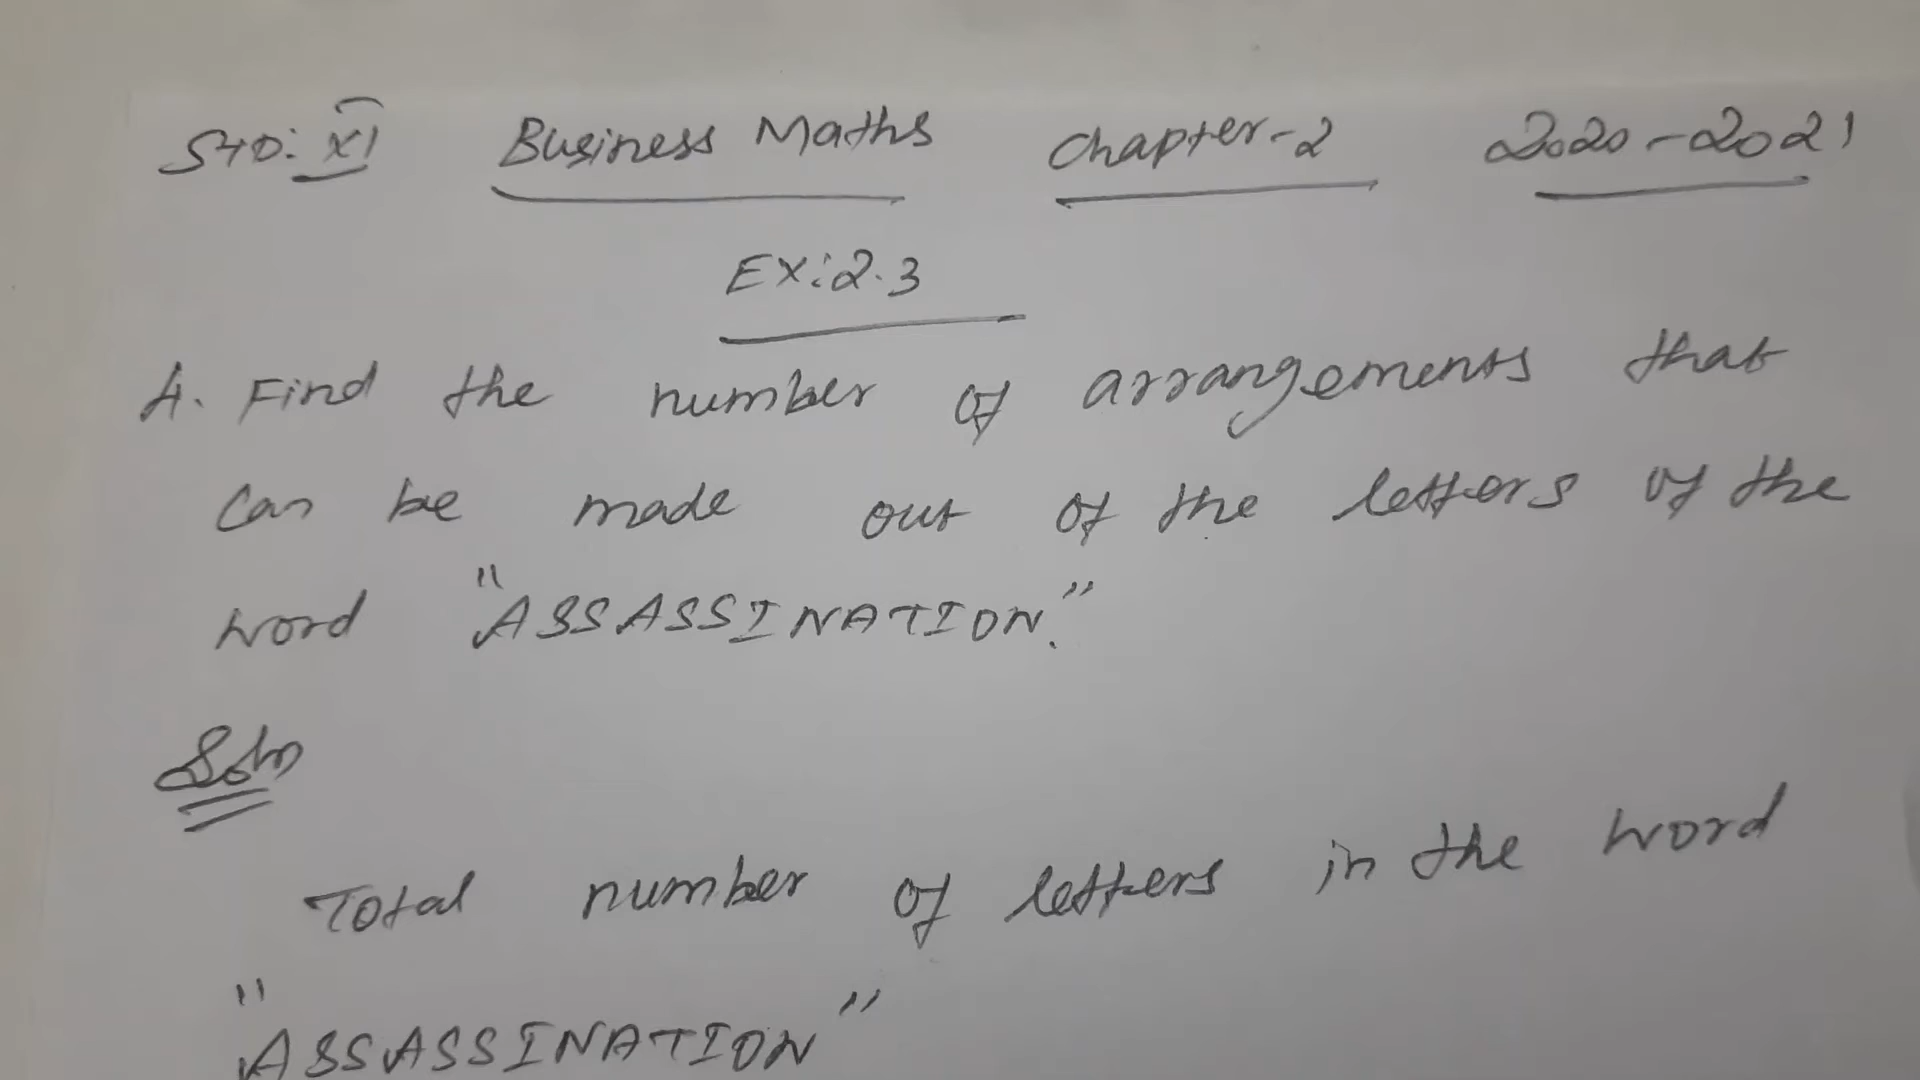 STD: XI Business Maths Chapter-2 2020-2021
EX: 2.3
4. Find the number of arrangements that
can be made out of the letters of the
word "ASSASSINATION."
Soln
Total number of letters in the word
"ASSASSINATION"